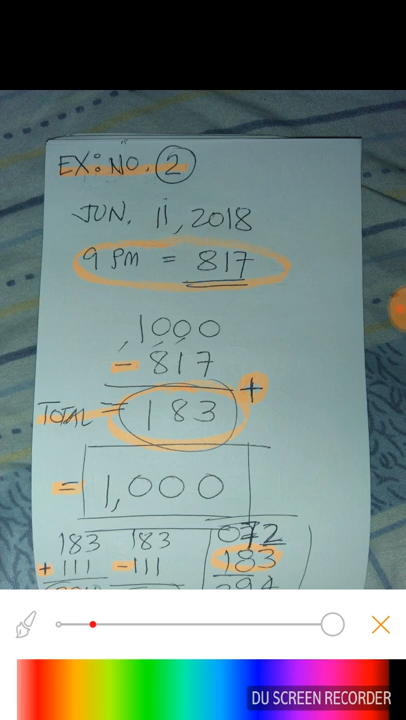 EX: NO. 2
JUN. 11, 2018
9 PM = 817
1000
- 817
+
TOTAL = 183
= 1,000
183 183 072
+ 111 - 111 183
294
DU SCREEN RECORDER